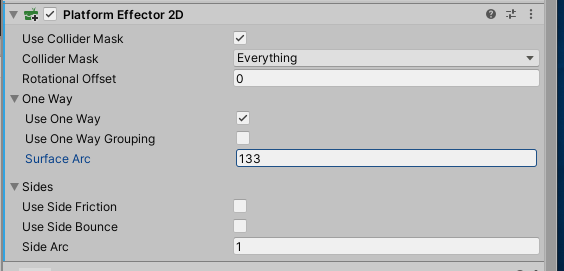 Platform Effector 2D
Use Collider Mask
Collider Mask Everything
Rotational Offset 0
One Way
Use One Way
Use One Way Grouping
Surface Arc 133
Sides
Use Side Friction
Use Side Bounce
Side Arc 1